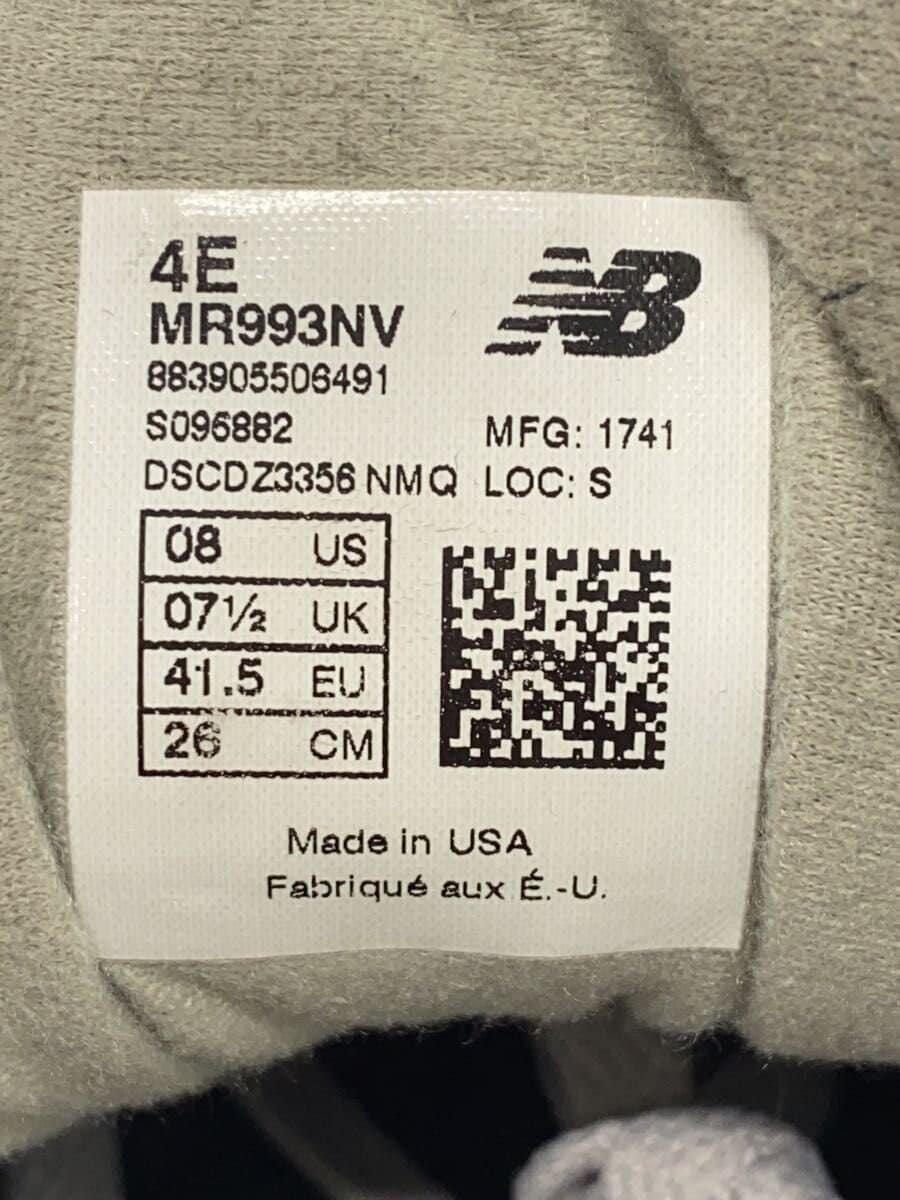 4E
NB
MR993NV
883905506491
S096882 MFG: 1741
DSCDZ3356 NMQ LOC: S
08 US
07½ UK
41.5 EU
26 CM
Made in USA
Fabriqué aux É.-U.